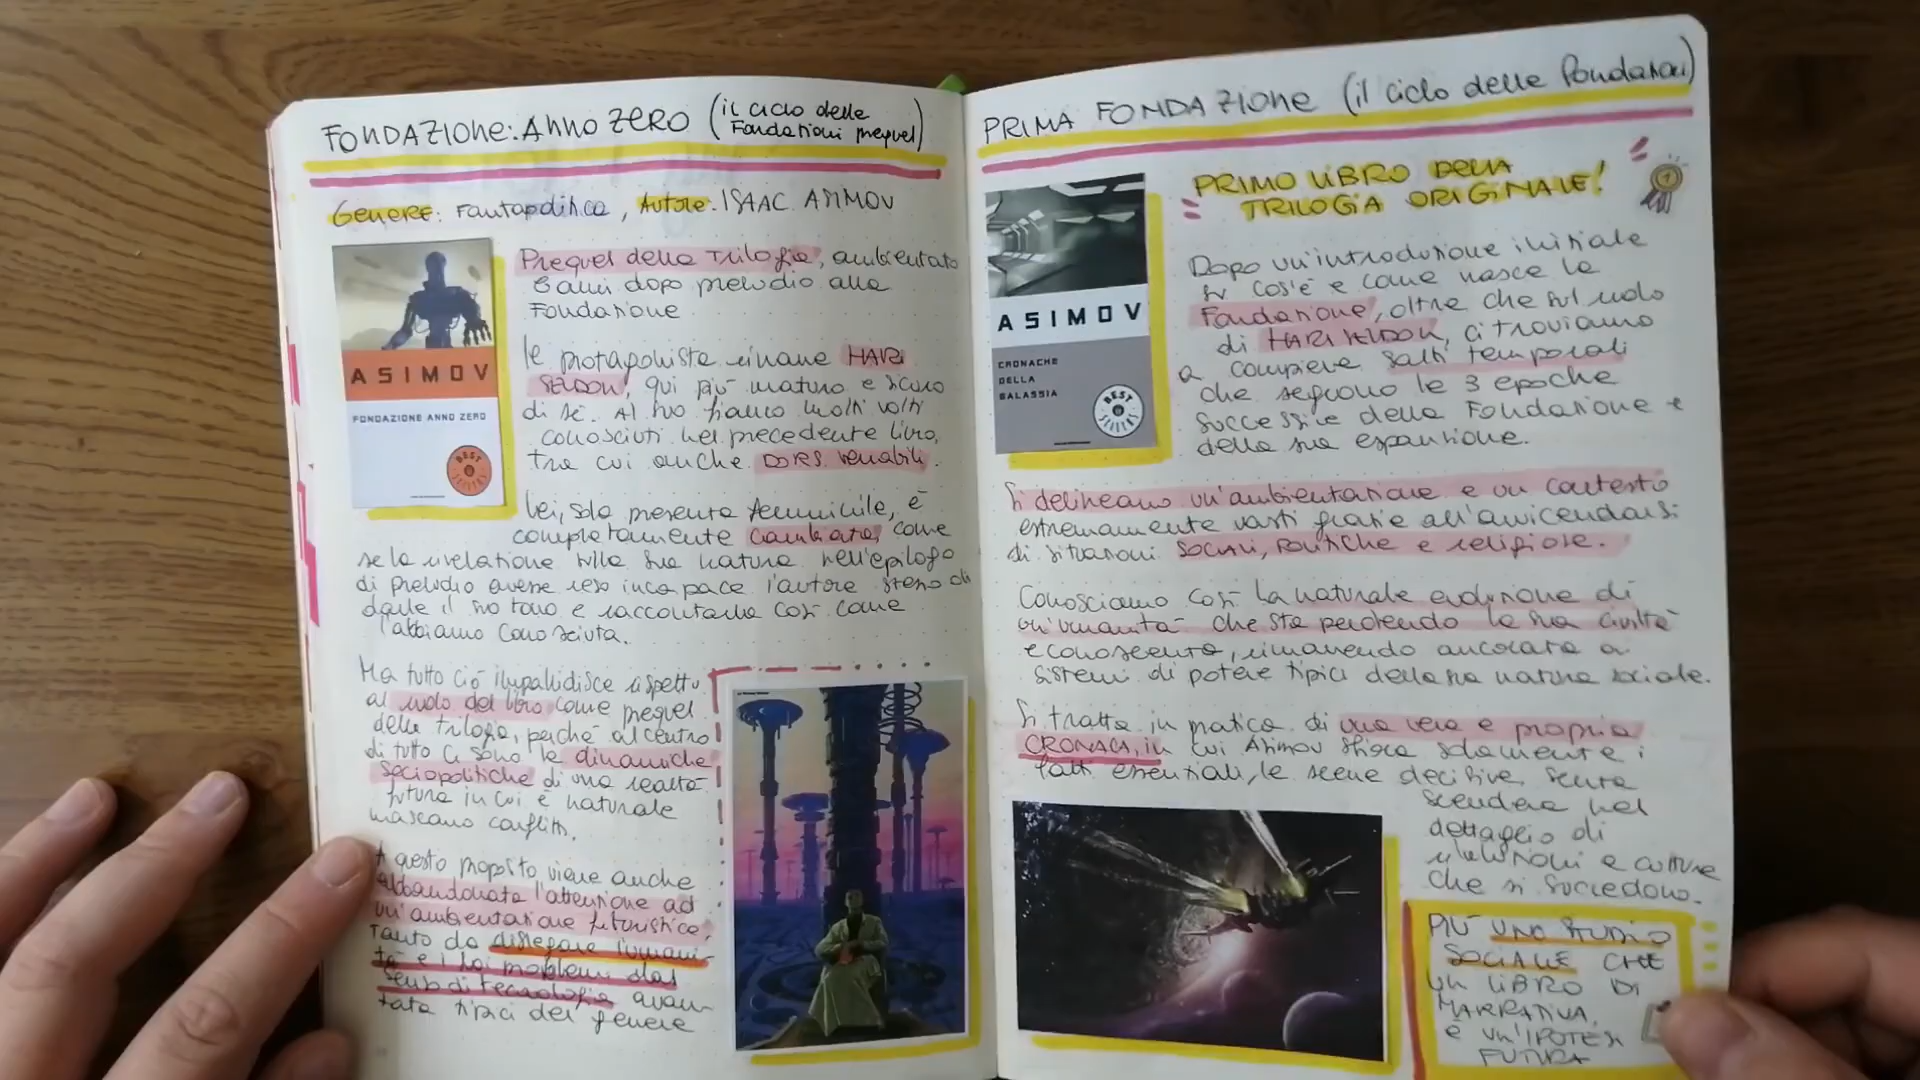 FONDAZIONE: ANNO ZERO (il ciclo delle
Fondazioni prequel)
Genere: Fantapolitica, Autore: ISAAC ASIMOV
ASIMOV
FONDAZIONE ANNO ZERO
BEST
SELLERS
Prequel della Trilogia, ambientato
8 anni dopo preludio alla
Fondazione
protagonista rimane HARI
SELDON, qui più maturo e sicuro
di sé. Al suo fianco molti volti
conosciuti nel precedente libro,
tra cui anche DORS Venabili.
Lei, sola presenza femminile, è
completamente cambiata, come
se la rivelazione sulla sua natura nell'epilogo
di preludio avesse reso incapace l'autore stesso di
darle il suo tono e raccontarla così come
l'abbiamo conosciuta.
Ma tutto ciò impallidisce rispetto
al ruolo del libro come prequel
della trilogia, perché al centro
di tutto ci sono le dinamiche
sociopolitiche di una realtà
futura in cui è naturale
nascano conflitti.
A questo proposito viene anche
abbandonata l'attenzione ad
un'ambientazione futuristica,
tanto da slegare l'umani-
tà e i suoi problemi dal
senso di tecnologia avan-
zata tipici del genere
PRIMA FONDAZIONE (il ciclo delle Fondazioni)
PRIMO LIBRO DELLA
TRILOGIA ORIGINALE!
1
ASIMOV
CRONACHE
DELLA
GALASSIA
BEST
SELLERS
Dopo un'introduzione iniziale
su cos'è e come nasce la
Fondazione, oltre che sul ruolo
di HARI SELDON, ci troviamo
a compiere salti temporali
che seguono le 3 epoche
successive della Fondazione e
della sua espansione.
Si delineano un'ambientazione e un contesto
estremamente vasti grazie all'avvicendarsi
di situazioni SOCIALI, POLITICHE e religiose.
Conosciamo così la naturale evoluzione di
un'umanità che sta perdendo la sua civiltà
e conoscenza, rimanendo ancorata a
sistemi di potere tipici della sua natura sociale.
Si tratta in pratica di una vera e propria
CRONACA, in cui Asimov sfiora solamente i
fatti essenziali, le scene decisive senza
scendere nel
dettaglio di
e culture
che si succedono.
PIÙ UNO STUDIO
SOCIALE CHE
UN LIBRO DI
NARRATIVA,
È UN'IPOTESI
FUTURA